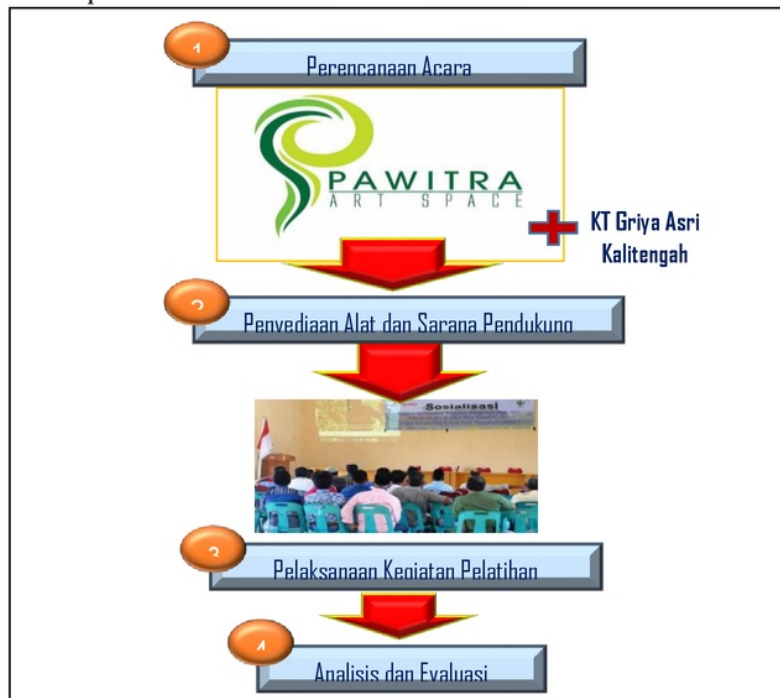 1
Perencanaan Acara
PAWITRA
ART SPACE
KT Griya Asri
Kalitengah
2
Penyediaan Alat dan Sarana Pendukung
Sosialisasi
3
Pelaksanaan Kegiatan Pelatihan
4
Analisis dan Evaluasi